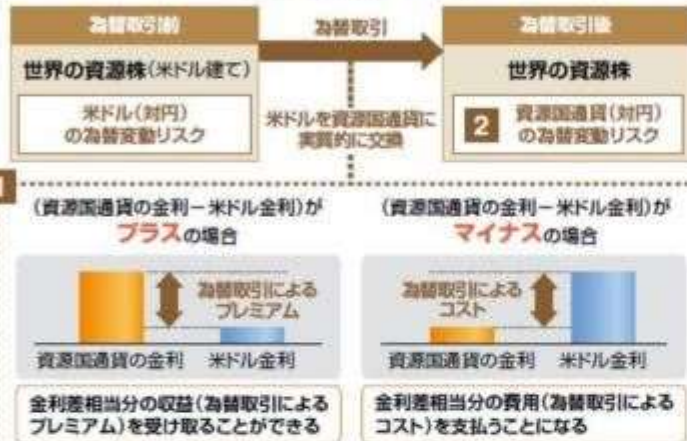 為替取引前
為替取引
為替取引後
世界の資源株(米ドル建て)
世界の資源株
米ドル(対円)
の為替変動リスク
米ドルを資源国通貨に
実質的に交換
2
資源国通貨(対円)
の為替変動リスク
(資源国通貨の金利－米ドル金利)が
プラスの場合
(資源国通貨の金利－米ドル金利)が
マイナスの場合
為替取引による
プレミアム
資源国通貨の金利
米ドル金利
為替取引による
コスト
資源国通貨の金利
米ドル金利
金利差相当分の収益(為替取引による
プレミアム)を受け取ることができる
金利差相当分の費用(為替取引による
コスト)を支払うことになる